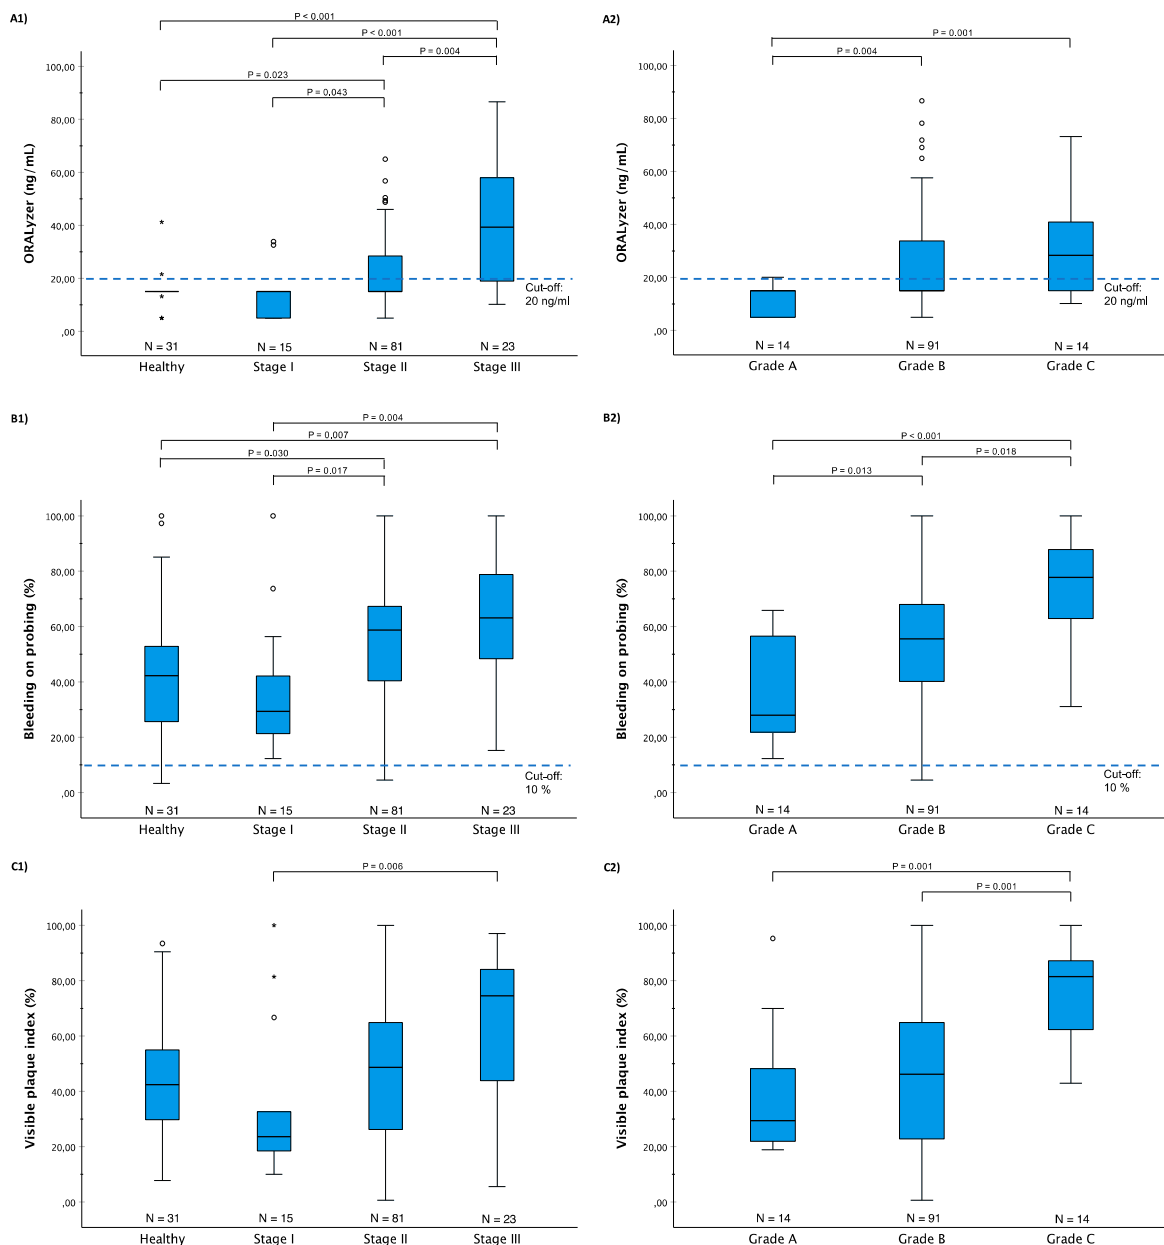 A1)
P < 0.001
P < 0.001
P = 0.004
P = 0.023
P = 0.043
ORALyzer (ng/mL)
100,00
80,00
60,00
40,00
20,00
,00
Cut-off:
20 ng/ml
N = 31
N = 15
N = 81
N = 23
Healthy
Stage I
Stage II
Stage III
A2)
P = 0.001
P = 0.004
ORALyzer (ng/mL)
100,00
80,00
60,00
40,00
20,00
,00
Cut-off:
20 ng/ml
N = 14
N = 91
N = 14
Grade A
Grade B
Grade C
B1)
P = 0.004
P = 0.007
P = 0.030
P = 0.017
Bleeding on probing (%)
100,00
80,00
60,00
40,00
20,00
,00
Cut-off:
10 %
N = 31
N = 15
N = 81
N = 23
Healthy
Stage I
Stage II
Stage III
B2)
P < 0.001
P = 0.018
P = 0.013
Bleeding on probing (%)
100,00
80,00
60,00
40,00
20,00
,00
Cut-off:
10 %
N = 14
N = 91
N = 14
Grade A
Grade B
Grade C
C1)
P = 0.006
Visible plaque index (%)
100,00
80,00
60,00
40,00
20,00
,00
N = 31
N = 15
N = 81
N = 23
Healthy
Stage I
Stage II
Stage III
C2)
P = 0.001
P = 0.001
Visible plaque index (%)
100,00
80,00
60,00
40,00
20,00
,00
N = 14
N = 91
N = 14
Grade A
Grade B
Grade C